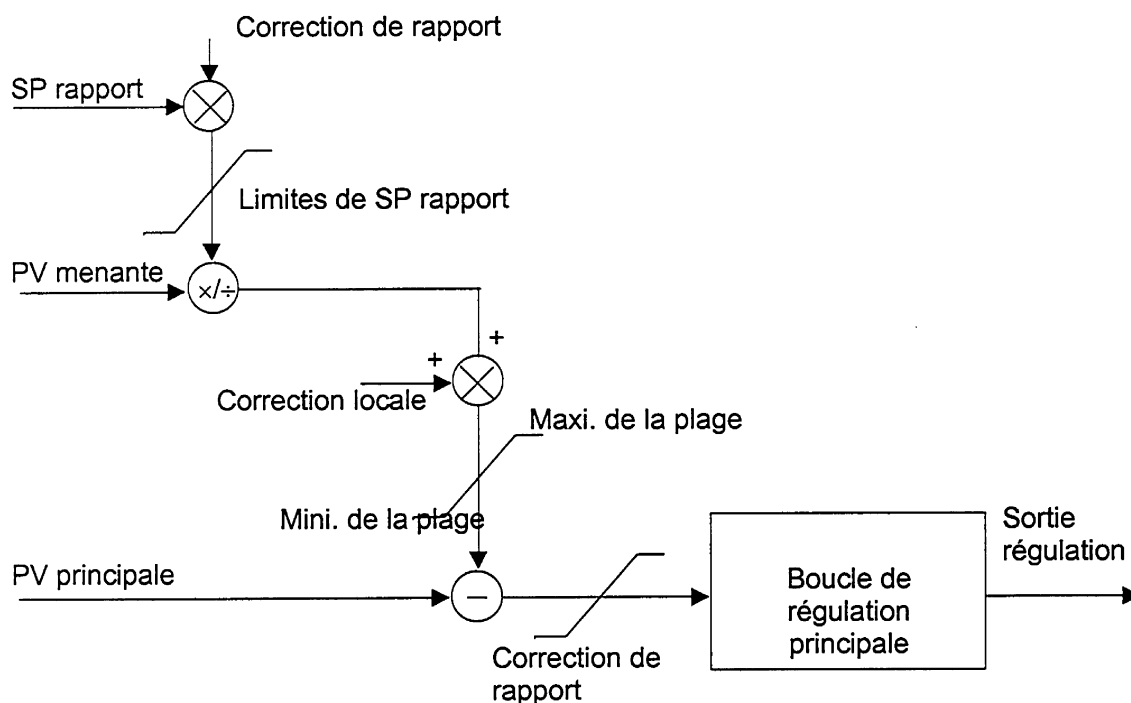 Correction de rapport
SP rapport
Limites de SP rapport
PV menante
×/÷
+
+
Correction locale
Maxi. de la plage
Mini. de la plage
Sortie
régulation
PV principale
−
Boucle de
régulation
principale
Correction de
rapport